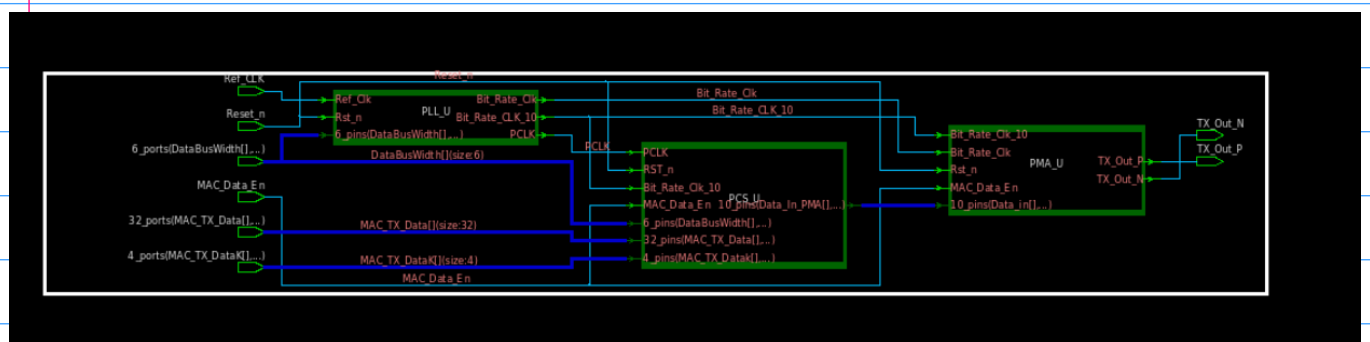 Reset_n
Ref_CLK
Reset_n
6_ports(DataBusWidth[],...)
MAC_Data_En
32_ports(MAC_TX_Data[],...)
4_ports(MAC_TX_DataK[],...)
Ref_Clk
Rst_n
6_pins(DataBusWidth[],...)
PLL_U
Bit_Rate_Clk
Bit_Rate_CLK_10
PCLK
DataBusWidth[](size:6)
MAC_TX_Data[](size:32)
MAC_TX_DataK[](size:4)
MAC_Data_En
Bit_Rate_Clk
Bit_Rate_CLK_10
PCLK
PCLK
RST_n
Bit_Rate_Clk_10
MAC_Data_En
6_pins(DataBusWidth[],...)
32_pins(MAC_TX_Data[],...)
4_pins(MAC_TX_Datak[],...)
PCS_U
10_pins(Data_In_PMA[],...)
Bit_Rate_Clk_10
Bit_Rate_Clk
Rst_n
MAC_Data_En
10_pins(Data_in[],...)
PMA_U
TX_Out_P
TX_Out_N
TX_Out_N
TX_Out_P